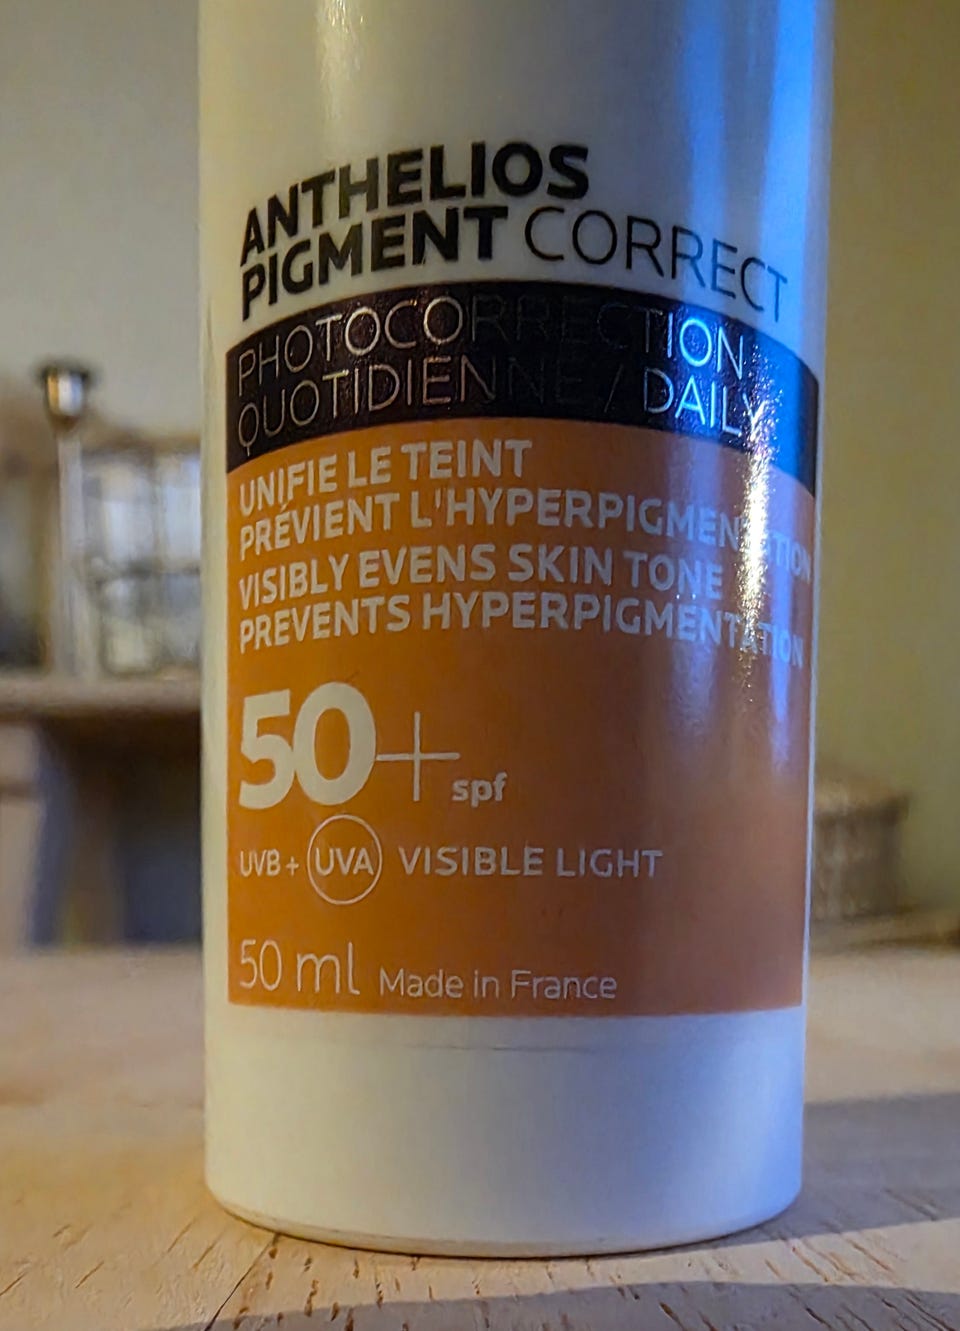 ANTHELIOS
PIGMENT CORRECT
PHOTOCORRECTION
QUOTIDIENNE / DAILY
UNIFIE LE TEINT
PRÉVIENT L'HYPERPIGMENTATION
VISIBLY EVENS SKIN TONE
PREVENTS HYPERPIGMENTATION
50+ spf
UVB + UVA VISIBLE LIGHT
50 ml Made in France